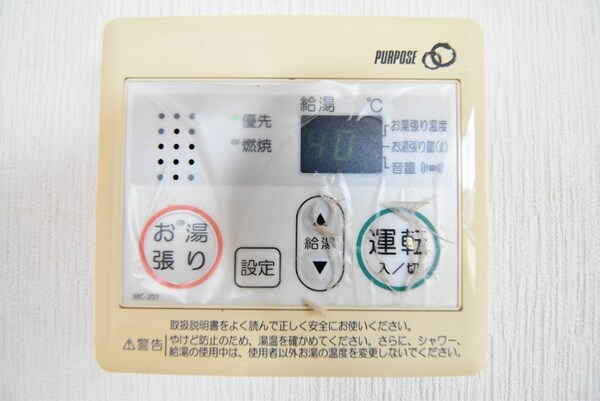 PURPOSE
給湯 ℃
優先
燃焼
40
お湯張り温度
お湯張り量(ℓ)
音量
お湯張り
設定
給湯
運転
入/切
MC-201
取扱説明書をよく読んで正しく安全にお使いください。
警告 やけど防止のため、湯温を確かめてください。さらに、シャワー、
給湯の使用中は、使用者以外お湯の温度を変更しないでください。